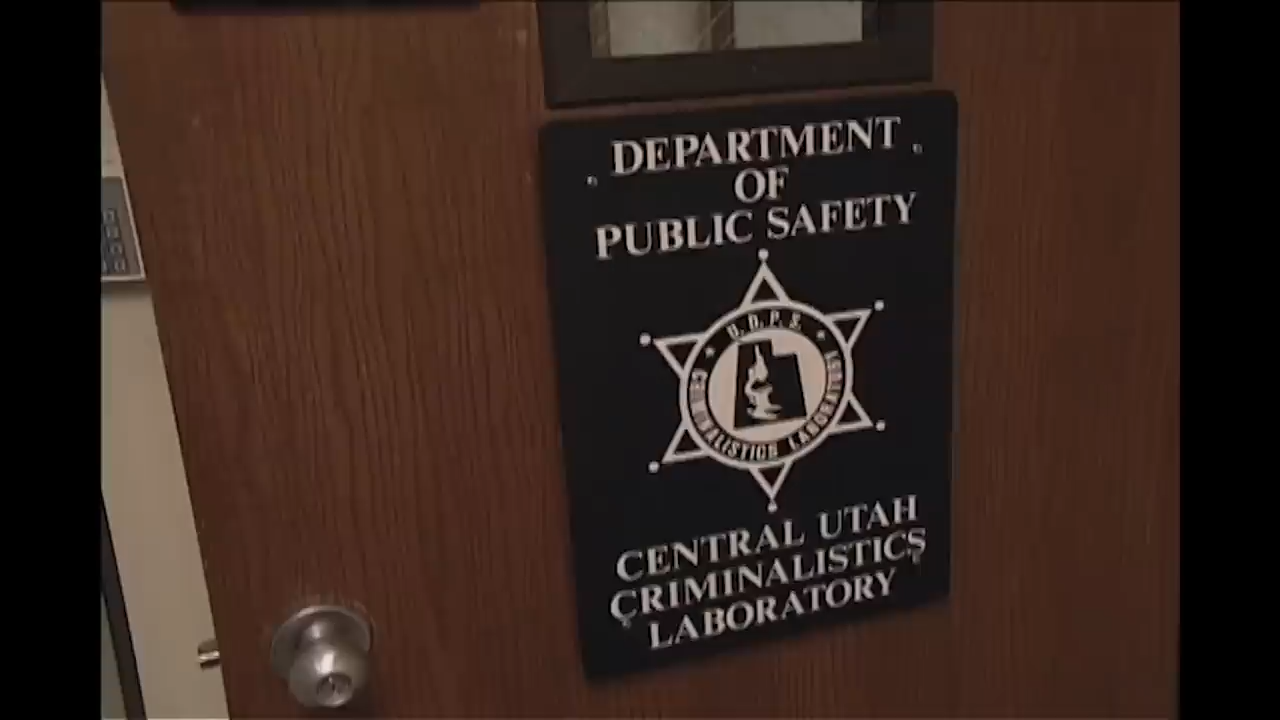 DEPARTMENT
OF
PUBLIC SAFETY
U.D.P.S.
CRIMINALISTICS LABORATORY
CENTRAL UTAH
CRIMINALISTICS
LABORATORY